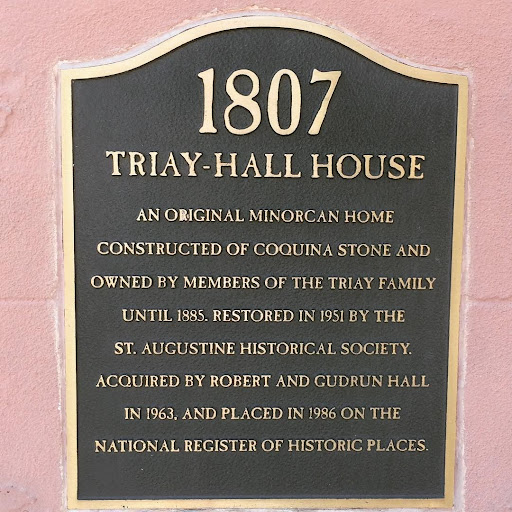 1807
TRIAY-HALL HOUSE
AN ORIGINAL MINORCAN HOME
CONSTRUCTED OF COQUINA STONE AND
OWNED BY MEMBERS OF THE TRIAY FAMILY
UNTIL 1885. RESTORED IN 1951 BY THE
ST. AUGUSTINE HISTORICAL SOCIETY.
ACQUIRED BY ROBERT AND GUDRUN HALL
IN 1963, AND PLACED IN 1986 ON THE
NATIONAL REGISTER OF HISTORIC PLACES.